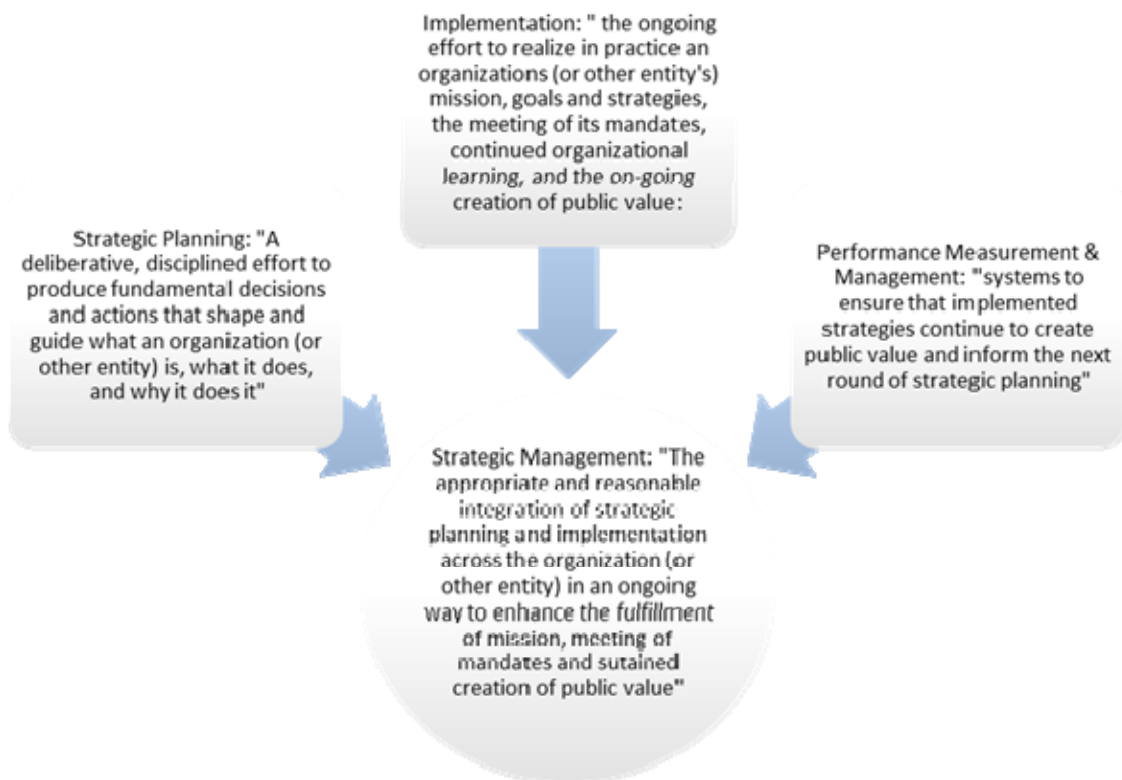 Implementation: " the ongoing
effort to realize in practice an
organizations (or other entity's)
mission, goals and strategies,
the meeting of its mandates,
continued organizational
learning, and the on-going
creation of public value:
Strategic Planning: "A
deliberative, disciplined effort to
produce fundamental decisions
and actions that shape and
guide what an organization (or
other entity) is, what it does,
and why it does it"
Performance Measurement &
Management: "'systems to
ensure that implemented
strategies continue to create
public value and inform the next
round of strategic planning"
Strategic Management: "The
appropriate and reasonable
integration of strategic
planning and implementation
across the organization (or
other entity) in an ongoing
way to enhance the fulfillment
of mission, meeting of
mandates and sutained
creation of public value"